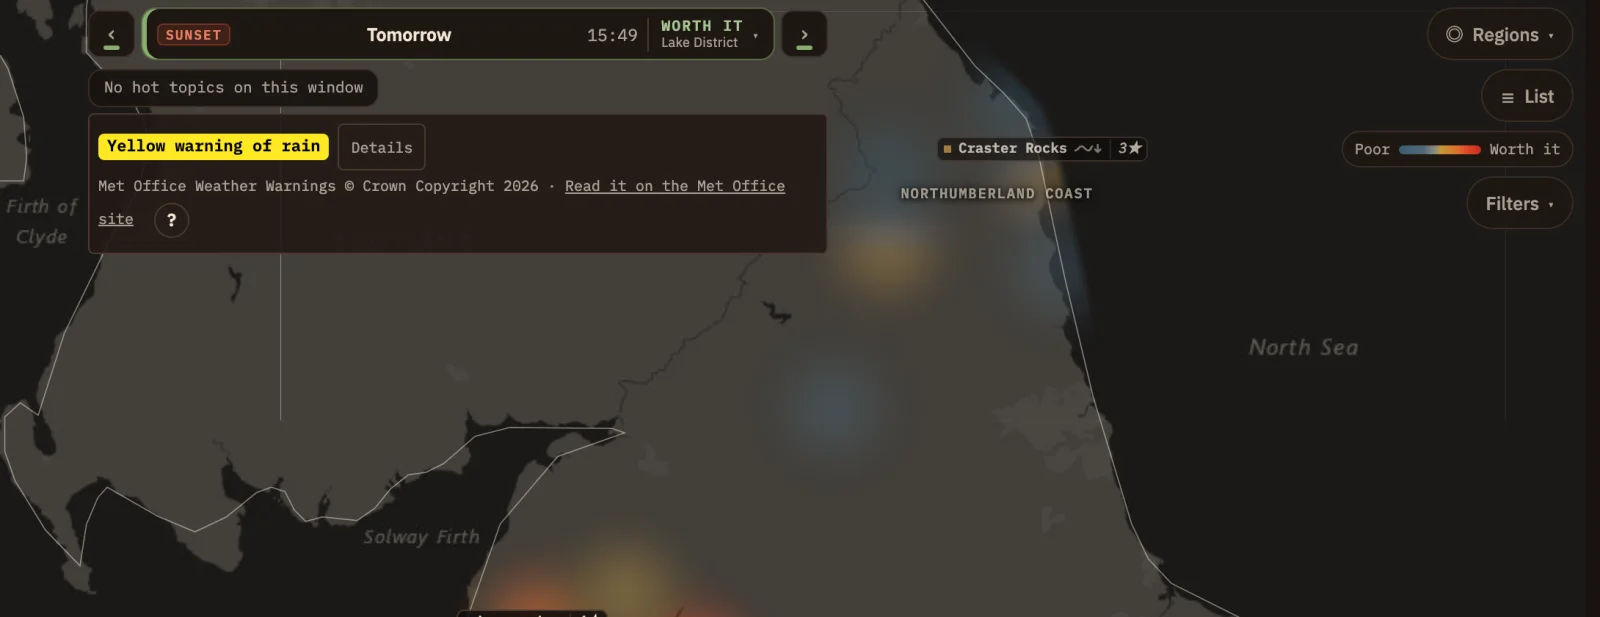 SUNSET Tomorrow 15:49 WORTH IT
Lake District
Regions
No hot topics on this window
List
Yellow warning of rain Details
Craster Rocks 3★
Poor Worth it
Met Office Weather Warnings © Crown Copyright 2026 · Read it on the Met Office
site ?
NORTHUMBERLAND COAST
Filters
Firth of
Clyde
North Sea
Solway Firth